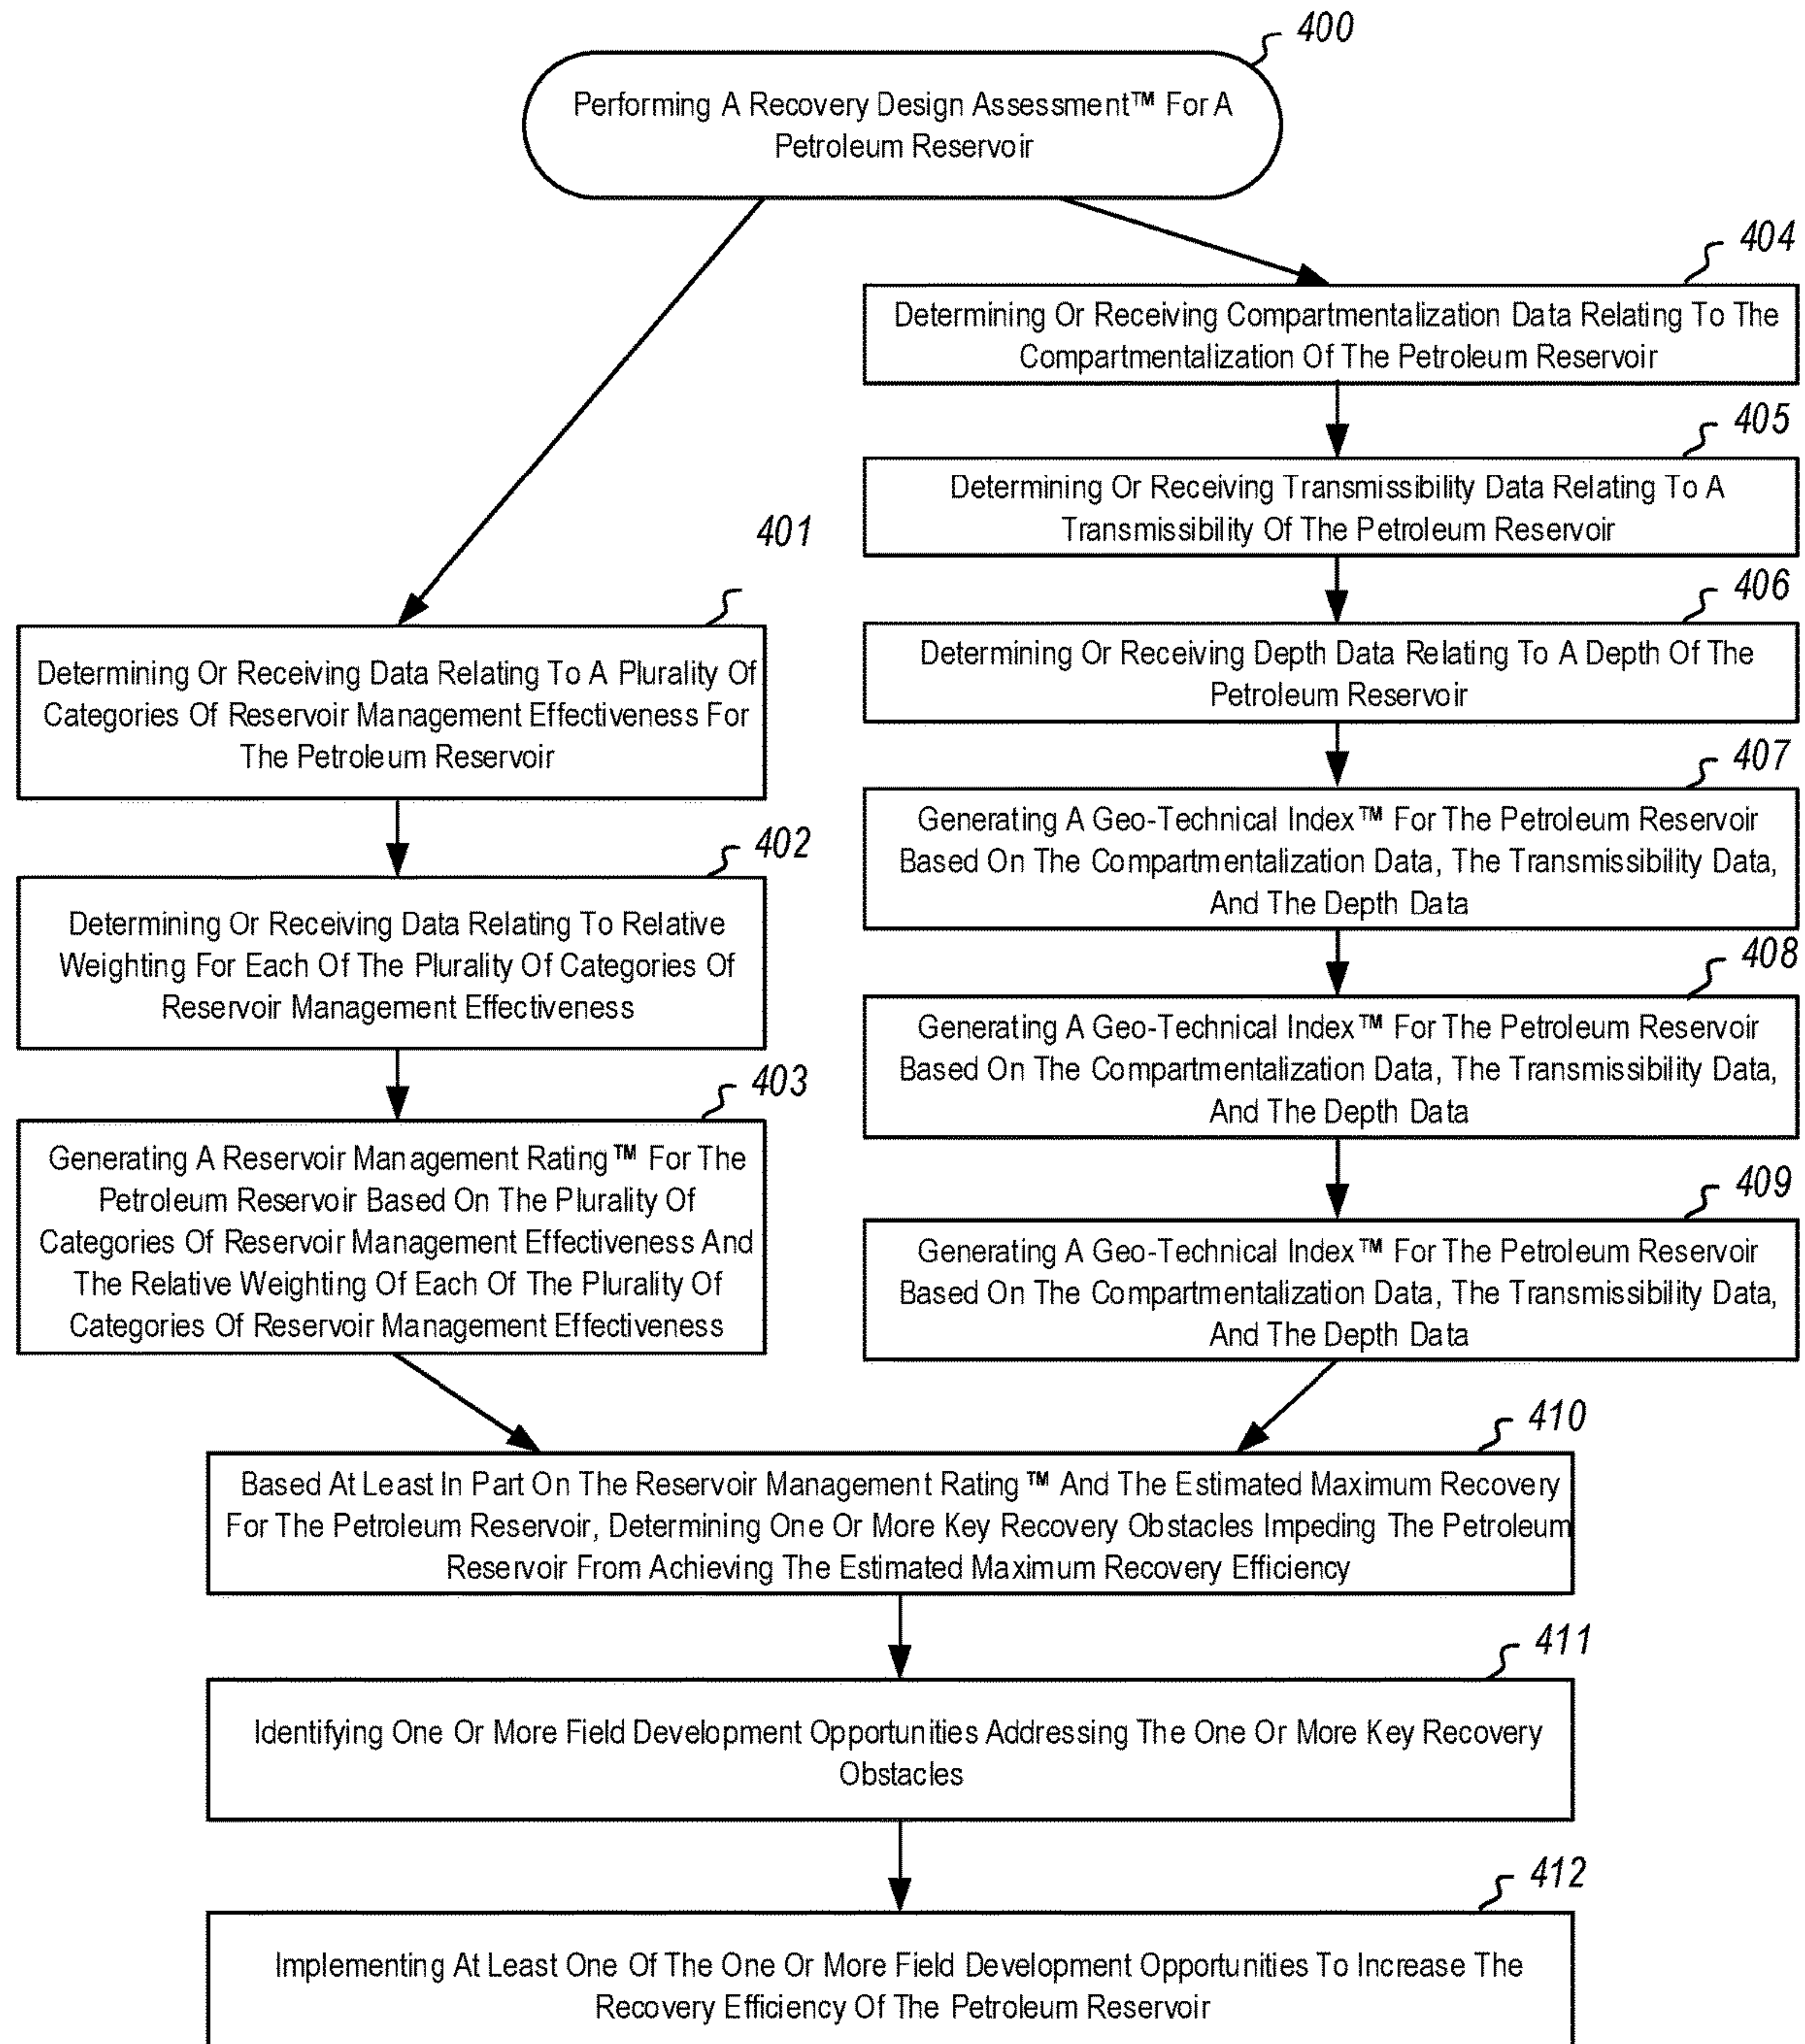 400
Performing A Recovery Design Assessment™ For A
Petroleum Reservoir
401
Determining Or Receiving Data Relating To A Plurality Of
Categories Of Reservoir Management Effectiveness For
The Petroleum Reservoir
402
Determining Or Receiving Data Relating To Relative
Weighting For Each Of The Plurality Of Categories Of
Reservoir Management Effectiveness
403
Generating A Reservoir Management Rating™ For The
Petroleum Reservoir Based On The Plurality Of
Categories Of Reservoir Management Effectiveness And
The Relative Weighting Of Each Of The Plurality Of
Categories Of Reservoir Management Effectiveness
404
Determining Or Receiving Compartmentalization Data Relating To The
Compartmentalization Of The Petroleum Reservoir
405
Determining Or Receiving Transmissibility Data Relating To A
Transmissibility Of The Petroleum Reservoir
406
Determining Or Receiving Depth Data Relating To A Depth Of The
Petroleum Reservoir
407
Generating A Geo-Technical Index™ For The Petroleum Reservoir
Based On The Compartmentalization Data, The Transmissibility Data,
And The Depth Data
408
Generating A Geo-Technical Index™ For The Petroleum Reservoir
Based On The Compartmentalization Data, The Transmissibility Data,
And The Depth Data
409
Generating A Geo-Technical Index™ For The Petroleum Reservoir
Based On The Compartmentalization Data, The Transmissibility Data,
And The Depth Data
410
Based At Least In Part On The Reservoir Management Rating™ And The Estimated Maximum Recovery
For The Petroleum Reservoir, Determining One Or More Key Recovery Obstacles Impeding The Petroleum
Reservoir From Achieving The Estimated Maximum Recovery Efficiency
411
Identifying One Or More Field Development Opportunities Addressing The One Or More Key Recovery
Obstacles
412
Implementing At Least One Of The One Or More Field Development Opportunities To Increase The
Recovery Efficiency Of The Petroleum Reservoir